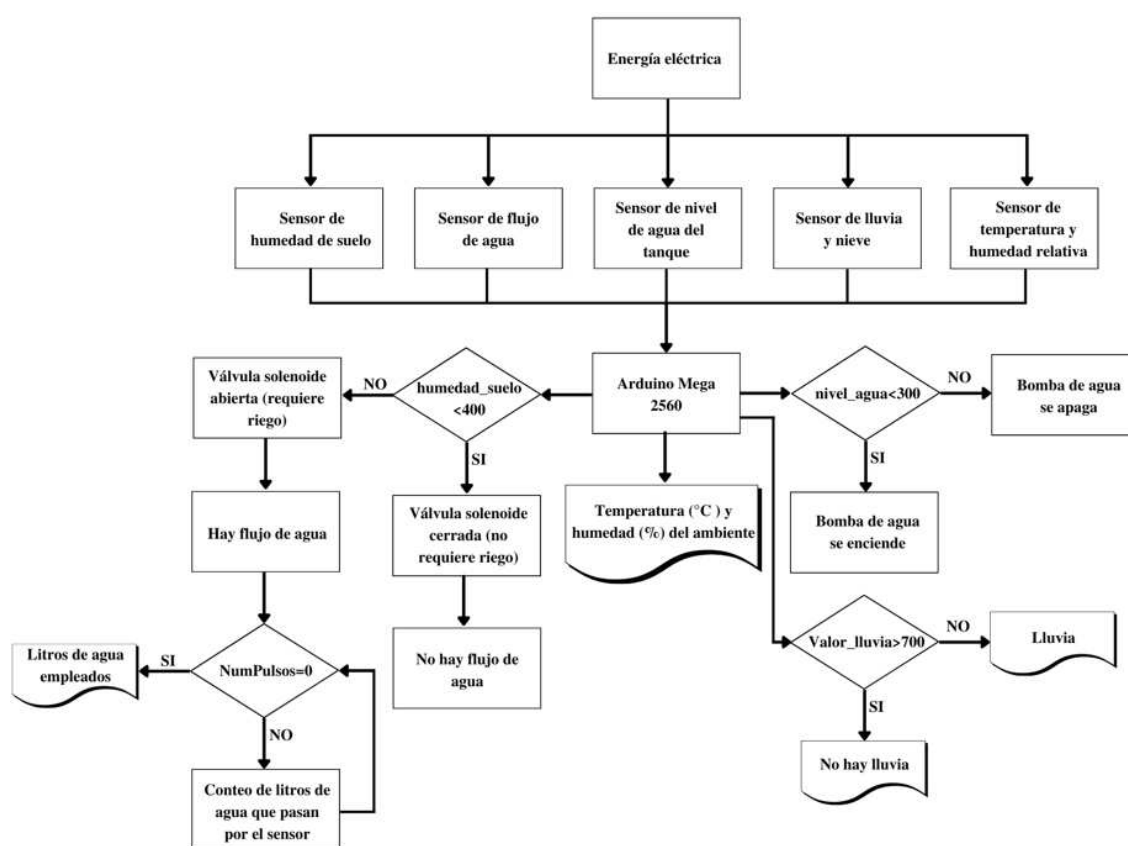 Energía eléctrica
Sensor de
humedad de suelo
Sensor de flujo
de agua
Sensor de nivel
de agua del
tanque
Sensor de lluvia
y nieve
Sensor de
temperatura y
humedad relativa
Válvula solenoide
abierta (requiere
riego)
NO
humedad_suelo
<400
Arduino Mega
2560
nivel_agua<300
NO
Bomba de agua
se apaga
SI
SI
Hay flujo de agua
Válvula solenoide
cerrada (no
requiere riego)
Temperatura (°C ) y
humedad (%) del ambiente
Bomba de agua
se enciende
Litros de agua
empleados
SI
NumPulsos=0
No hay flujo de
agua
Valor_lluvia>700
NO
Lluvia
NO
SI
Conteo de litros de
agua que pasan
por el sensor
No hay lluvia